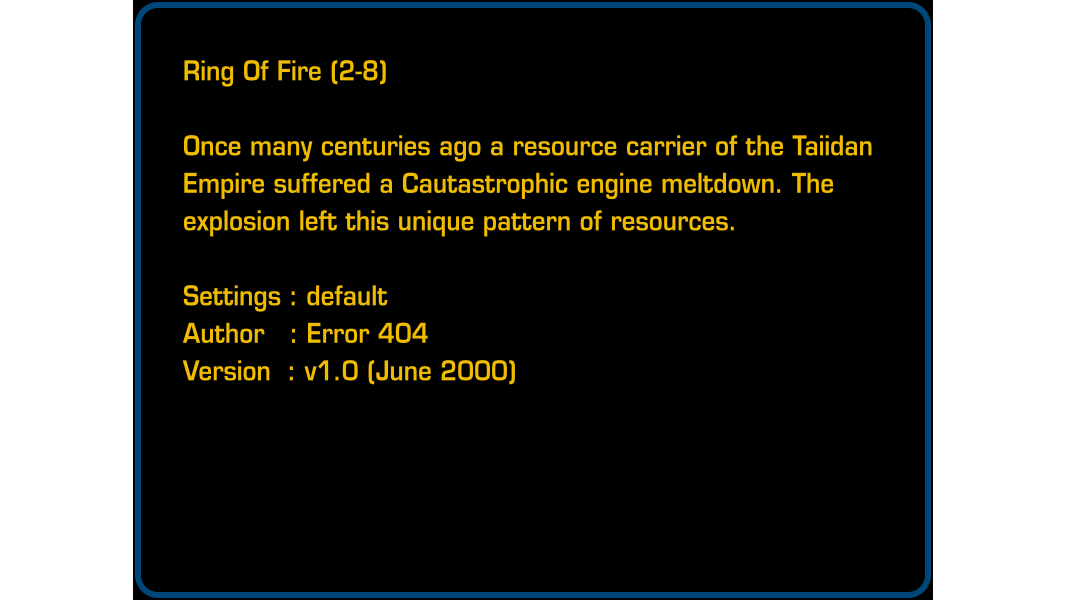 Ring Of Fire (2-8)
Once many centuries ago a resource carrier of the Taiidan
Empire suffered a Cautastrophic engine meltdown. The
explosion left this unique pattern of resources.
Settings : default
Author : Error 404
Version : v1.0 (June 2000)